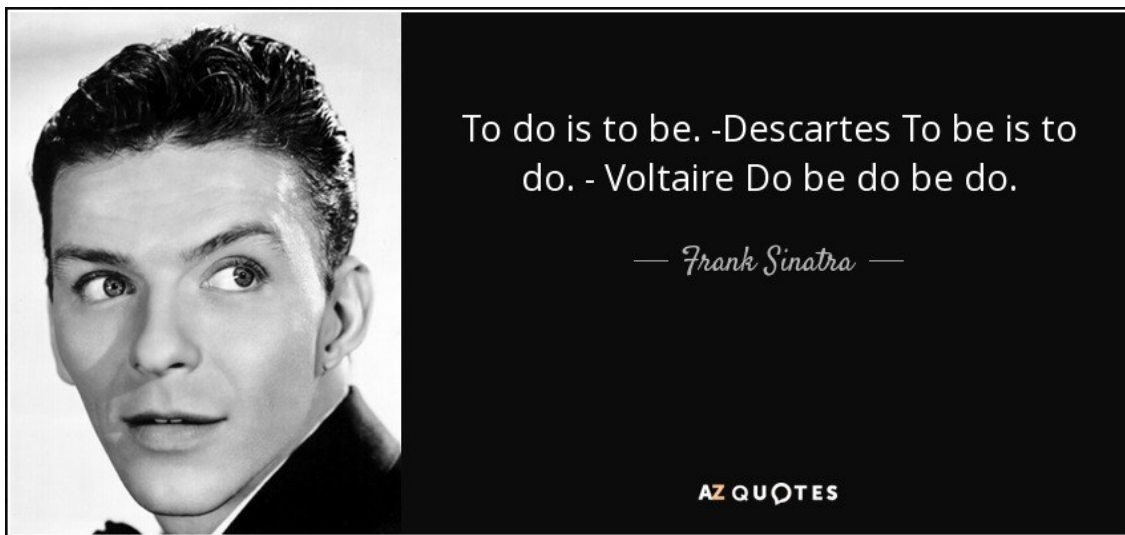 To do is to be. -Descartes To be is to
do. - Voltaire Do be do be do.
Frank Sinatra
AZ QUOTES